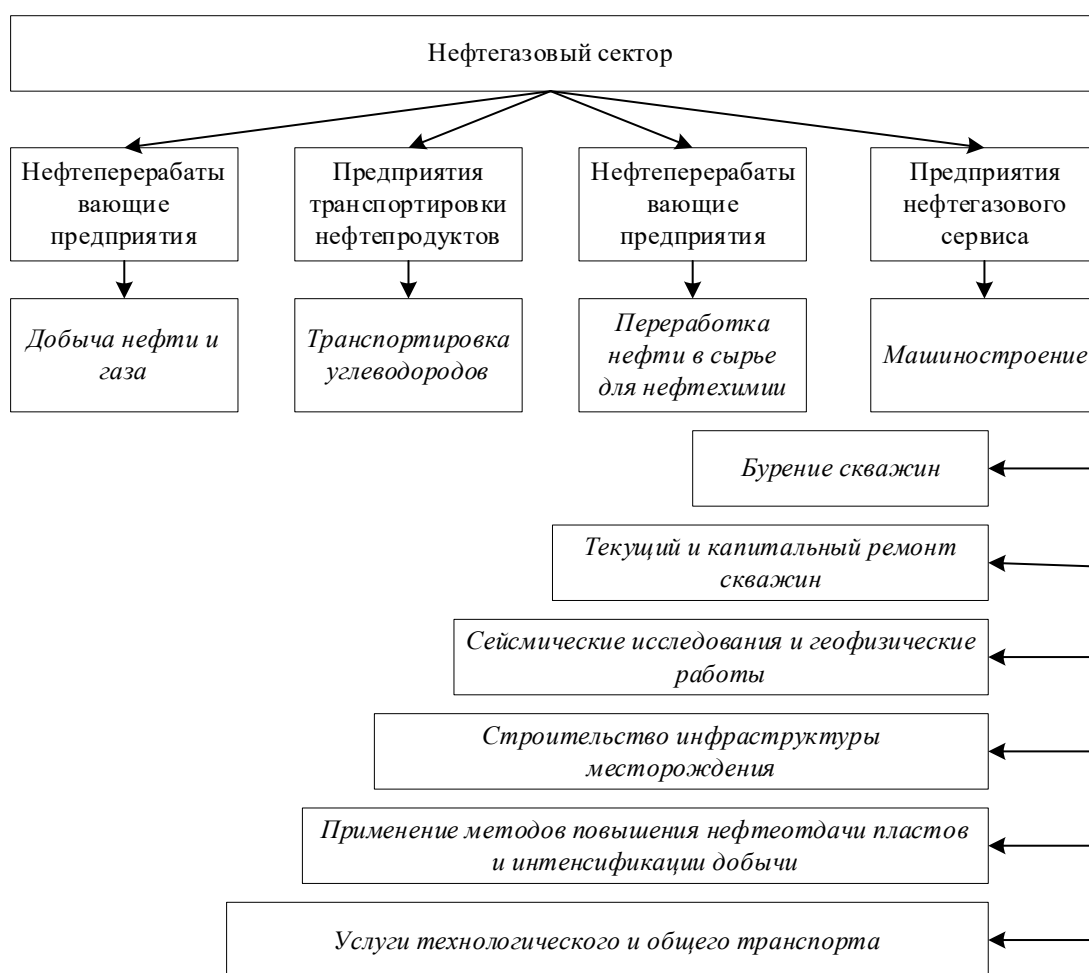 Нефтегазовый сектор
Нефтеперерабаты
вающие
предприятия
Предприятия
транспортировки
нефтепродуктов
Нефтеперерабаты
вающие
предприятия
Предприятия
нефтегазового
сервиса
Добыча нефти и
газа
Транспортировка
углеводородов
Переработка
нефти в сырье
для нефтехимии
Машиностроение
Бурение скважин
Текущий и капитальный ремонт
скважин
Сейсмические исследования и геофизические
работы
Строительство инфраструктуры
месторождения
Применение методов повышения нефтеотдачи пластов
и интенсификации добычи
Услуги технологического и общего транспорта